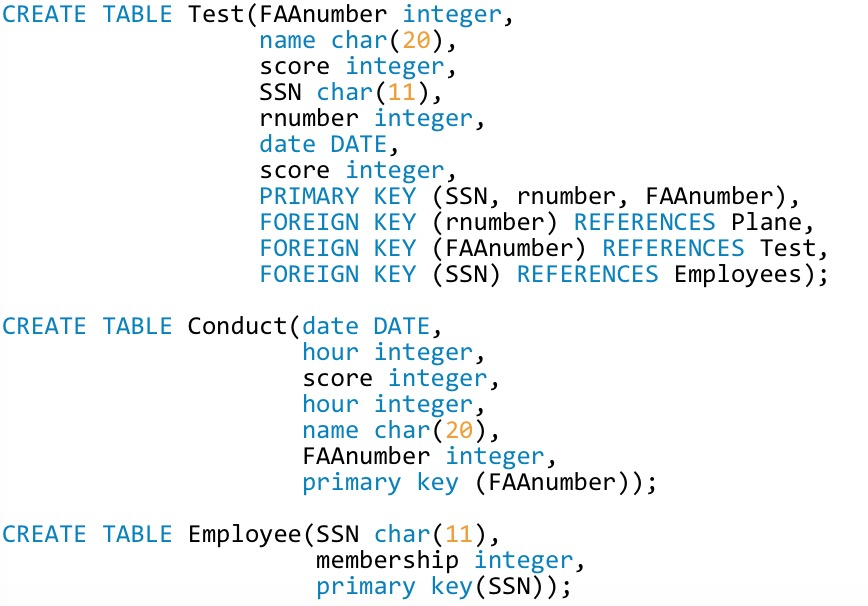 CREATE TABLE Test(FAAnumber integer,
name char(20),
score integer,
SSN char(11),
rnumber integer,
date DATE,
score integer,
PRIMARY KEY (SSN, rnumber, FAAnumber),
FOREIGN KEY (rnumber) REFERENCES Plane,
FOREIGN KEY (FAAnumber) REFERENCES Test,
FOREIGN KEY (SSN) REFERENCES Employees);
CREATE TABLE Conduct(date DATE,
hour integer,
score integer,
hour integer,
name char(20),
FAAnumber integer,
primary key (FAAnumber));
CREATE TABLE Employee(SSN char(11),
membership integer,
primary key(SSN));